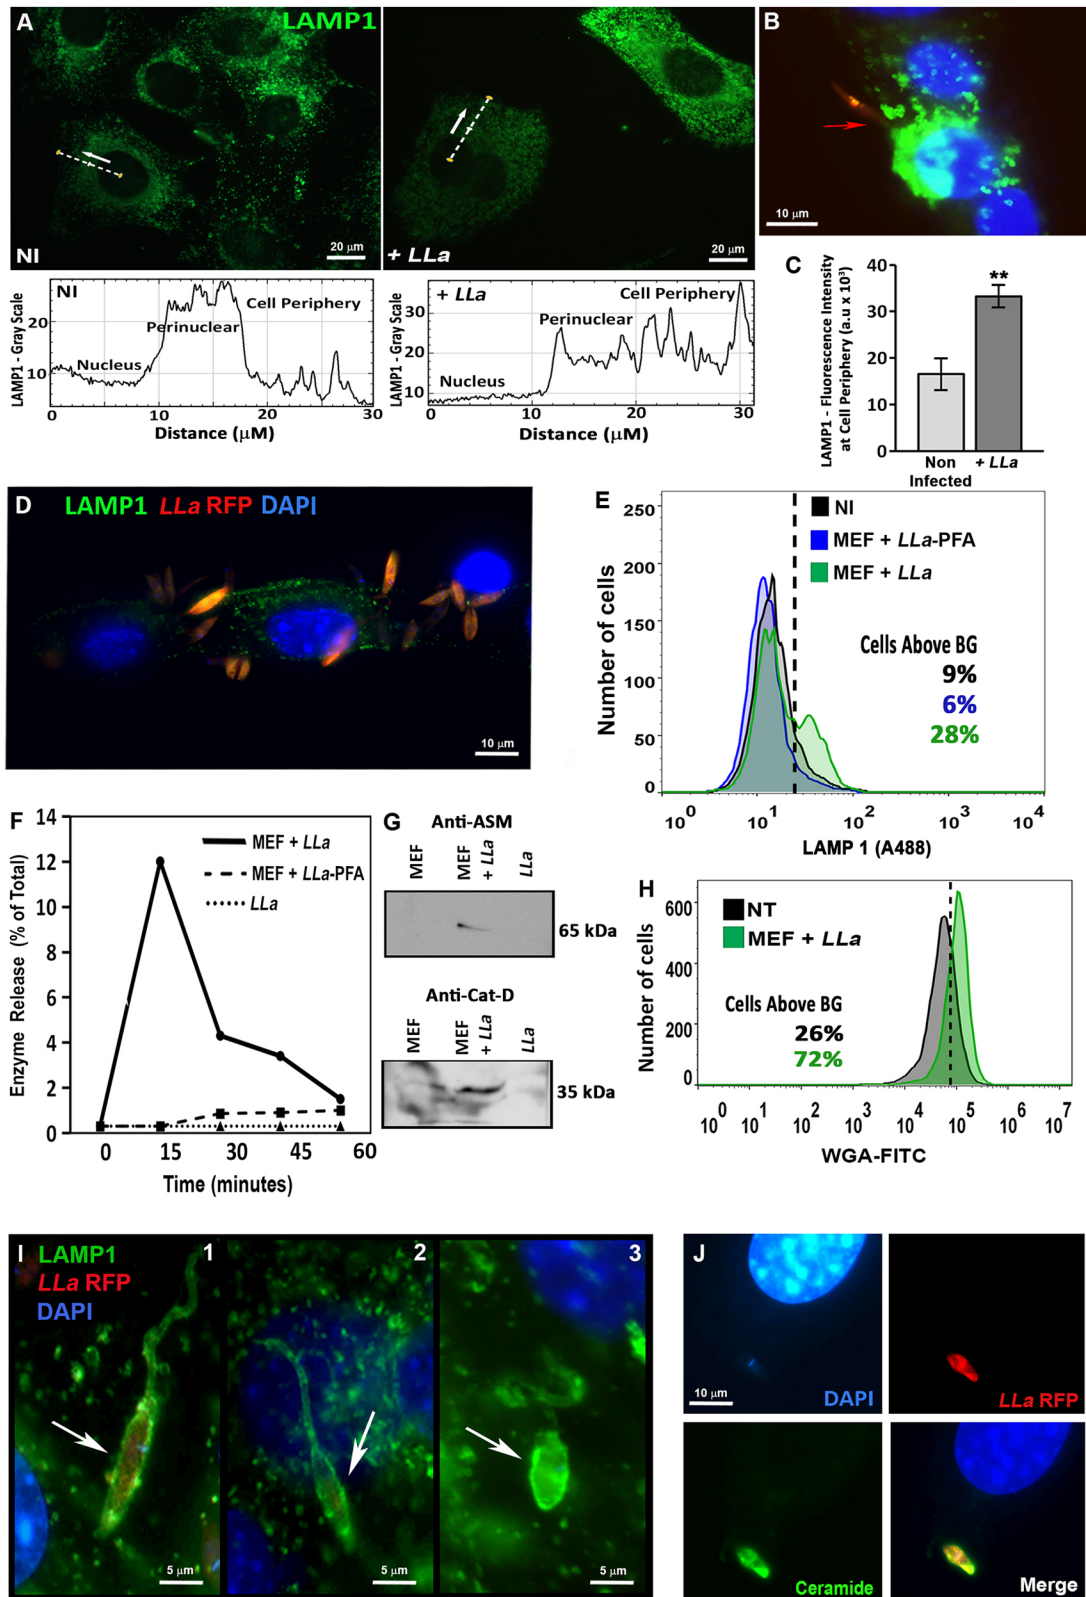 A
LAMP1
NI
20 μm
+ LLa
20 μm
B
10 μm
LAMP1 - Gray Scale
NI
Nucleus
Perinuclear
Cell Periphery
20
10
0
10
20
30
Distance (μM)
LAMP1 - Gray Scale
+ LLa
Nucleus
Perinuclear
Cell Periphery
30
20
10
0
10
20
30
Distance (μM)
C
LAMP1 - Fluorescence Intensity
at Cell Periphery (a.u x 10³)
40
30
20
10
0
**
Non
Infected
+ LLa
D
LAMP1 LLa RFP DAPI
10 μm
E
Number of cells
250
200
150
100
50
0
NI
MEF + LLa-PFA
MEF + LLa
Cells Above BG
9%
6%
28%
10⁰ 10¹ 10² 10³ 10⁴
LAMP 1 (A488)
F
Enzyme Release (% of Total)
14
12
10
8
6
4
2
0
MEF + LLa
MEF + LLa-PFA
LLa
0 15 30 45 60
Time (minutes)
G
Anti-ASM
MEF
MEF
+ LLa
LLa
65 kDa
Anti-Cat-D
MEF
MEF
+ LLa
LLa
35 kDa
H
Number of cells
600
400
200
0
NT
MEF + LLa
Cells Above BG
26%
72%
10⁰ 10¹ 10² 10³ 10⁴ 10⁵ 10⁶ 10⁷
WGA-FITC
I
LAMP1
LLa RFP
DAPI
1
5 μm
2
5 μm
3
5 μm
J
10 μm
DAPI
LLa RFP
Ceramide
Merge